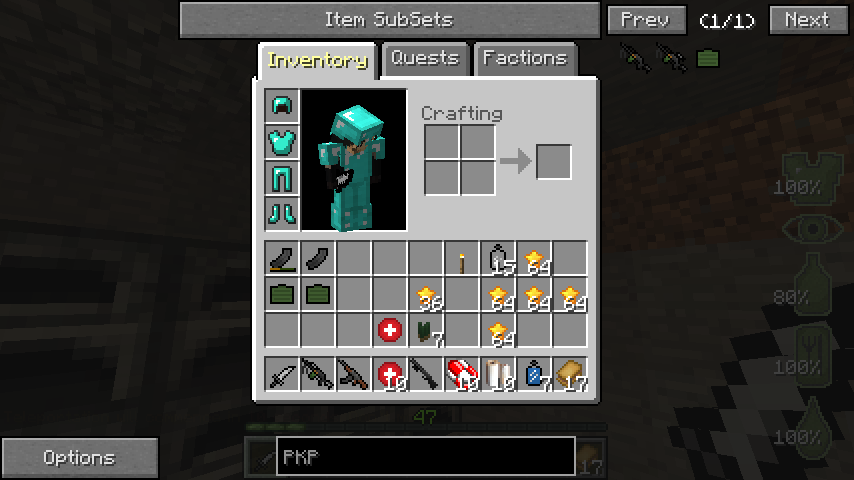 Item SubSets
Prev (1/1) Next
Inventory Quests Factions
Crafting
100%
15 64
36 64 64 64
80%
7 64
10 10 10 7 17
100%
47
100%
Options PKP 17